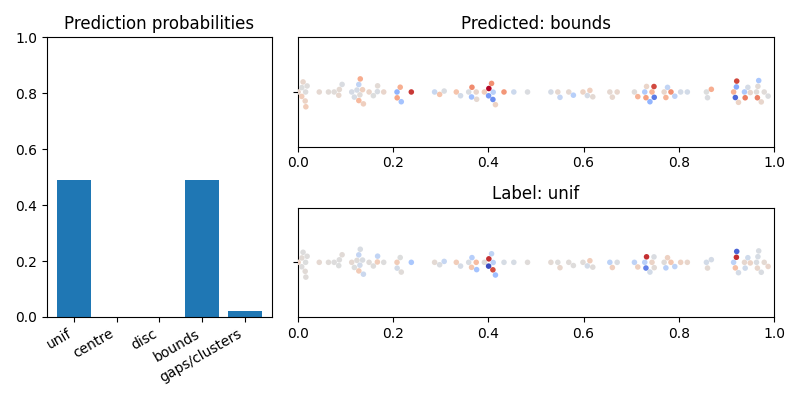 Prediction probabilities
1.0
0.8
0.6
0.4
0.2
0.0
unif
centre
disc
bounds
gaps/clusters
Predicted: bounds
0.0 0.2 0.4 0.6 0.8 1.0
Label: unif
0.0 0.2 0.4 0.6 0.8 1.0